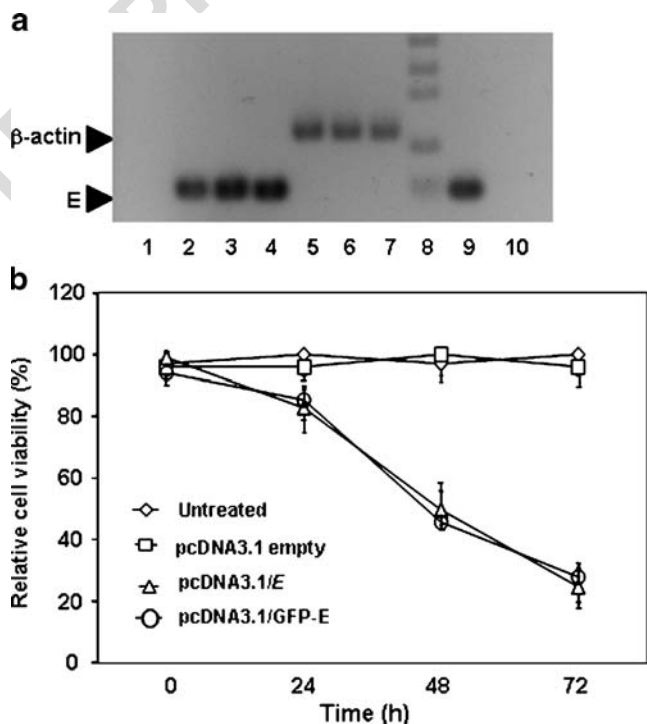 a
β-actin
E
1 2 3 4 5 6 7 8 9 10
b
120
100
80
60
40
20
0
Relative cell viability (%)
Untreated
pcDNA3.1 empty
pcDNA3.1/E
pcDNA3.1/GFP-E
0 24 48 72
Time (h)